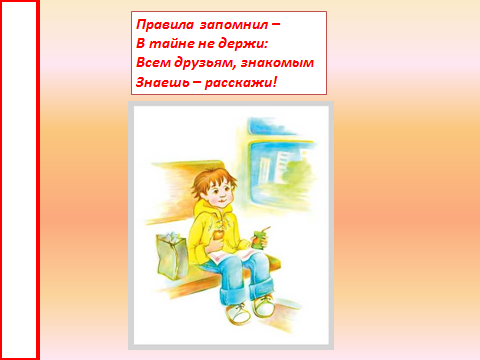 Правила запомнил –
В тайне не держи:
Всем друзьям, знакомым
Знаешь – расскажи!